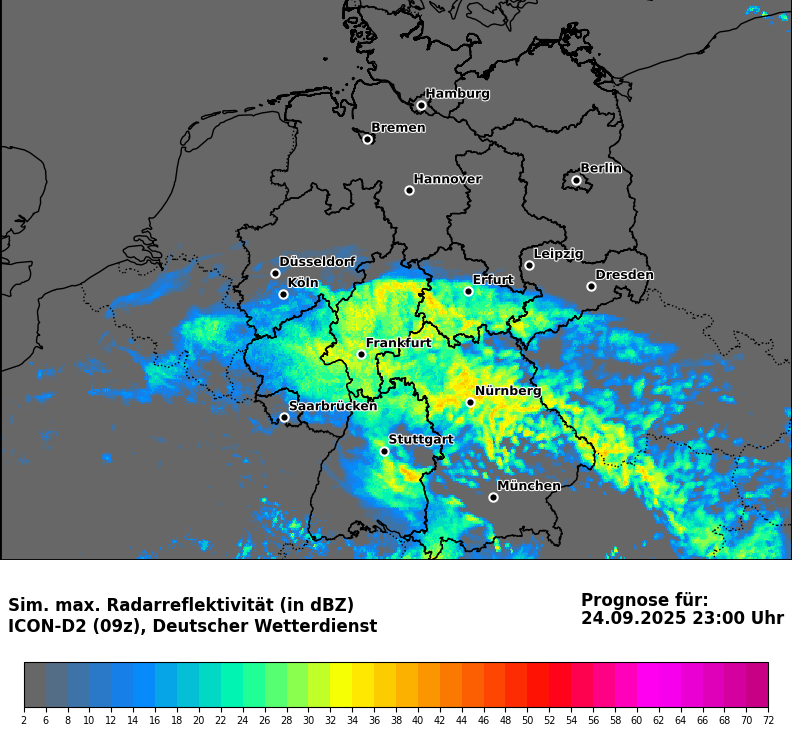 Hamburg
Bremen
Berlin
Hannover
Leipzig
Düsseldorf
Dresden
Köln
Erfurt
Frankfurt
Nürnberg
Saarbrücken
Stuttgart
München
Sim. max. Radarreflektivität (in dBZ)
ICON-D2 (09z), Deutscher Wetterdienst
Prognose für:
24.09.2025 23:00 Uhr
2 6 8 10 12 14 16 18 20 22 24 26 28 30 32 34 36 38 40 42 44 46 48 50 52 54 56 58 60 62 64 66 68 70 72